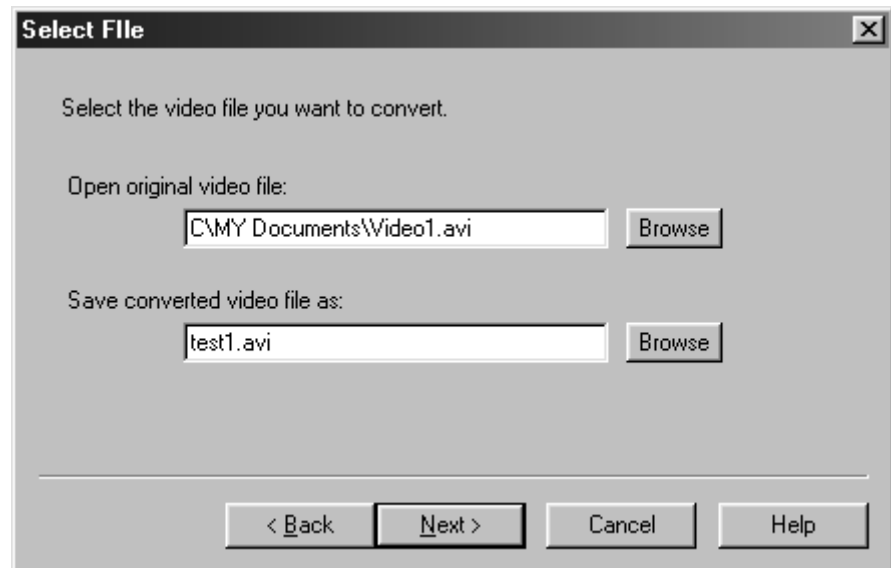 Select FIle
Select the video file you want to convert.
Open original video file:
C\MY Documents\Video1.avi
Browse
Save converted video file as:
test1.avi
Browse
< Back
Next >
Cancel
Help